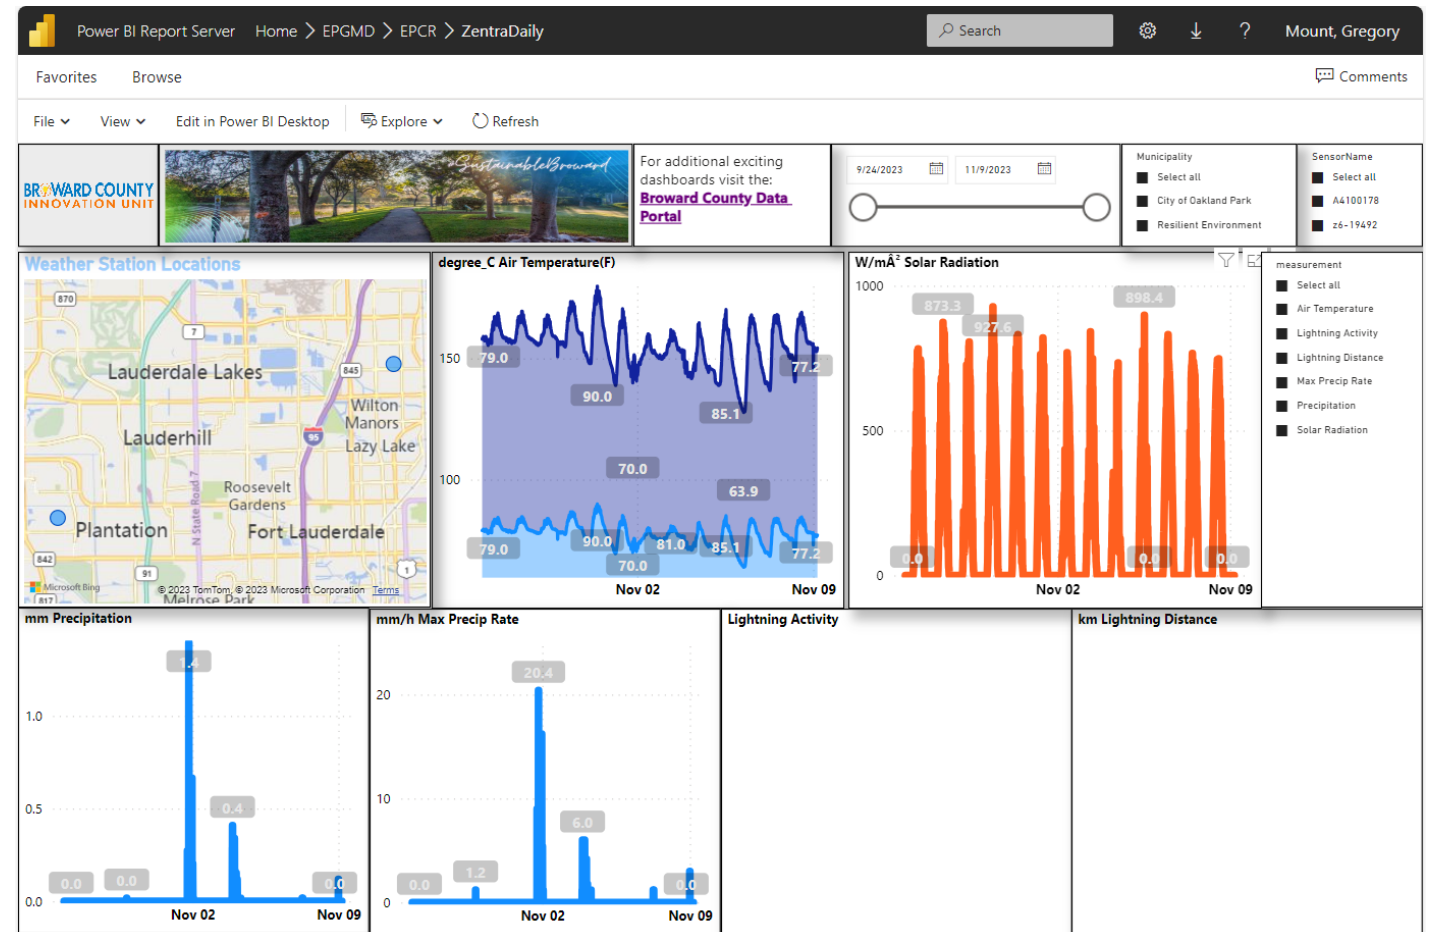 Power BI Report Server Home > EPGMD > EPCR > ZentraDaily
Search
? Mount, Gregory
Favorites Browse
Comments
File View Edit in Power BI Desktop Explore Refresh
BROWARD COUNTY
INNOVATION UNIT
#SustainableBroward
For additional exciting
dashboards visit the:
Broward County Data
Portal
9/24/2023 11/9/2023
Municipality
Select all
City of Oakland Park
Resilient Environment
SensorName
Select all
A4100178
z6-19492
Weather Station Locations
870
7
Lauderdale Lakes
845
Wilton
Manors
Lauderhill
95
Lazy Lake
N State Road 7
Roosevelt
Gardens
Plantation
Fort Lauderdale
842
91
1
Microsoft Bing
© 2023 TomTom, © 2023 Microsoft Corporation Terms
817
Melrose Park
degree_C Air Temperature(F)
150
79.0
77.2
90.0
85.1
100
70.0
63.9
79.0
90.0
81.0
85.1
77.2
70.0
Nov 02
Nov 09
W/mÂ² Solar Radiation
1000
873.3
898.4
927.6
500
0
0.0
0.0
0.0
Nov 02
Nov 09
measurement
Select all
Air Temperature
Lightning Activity
Lightning Distance
Max Precip Rate
Precipitation
Solar Radiation
mm Precipitation
1.4
1.0
0.5
0.4
0.0
0.0
0.0
0.0
Nov 02
Nov 09
mm/h Max Precip Rate
20.4
20
10
6.0
1.2
0.0
0.0
0
Nov 02
Nov 09
Lightning Activity
km Lightning Distance